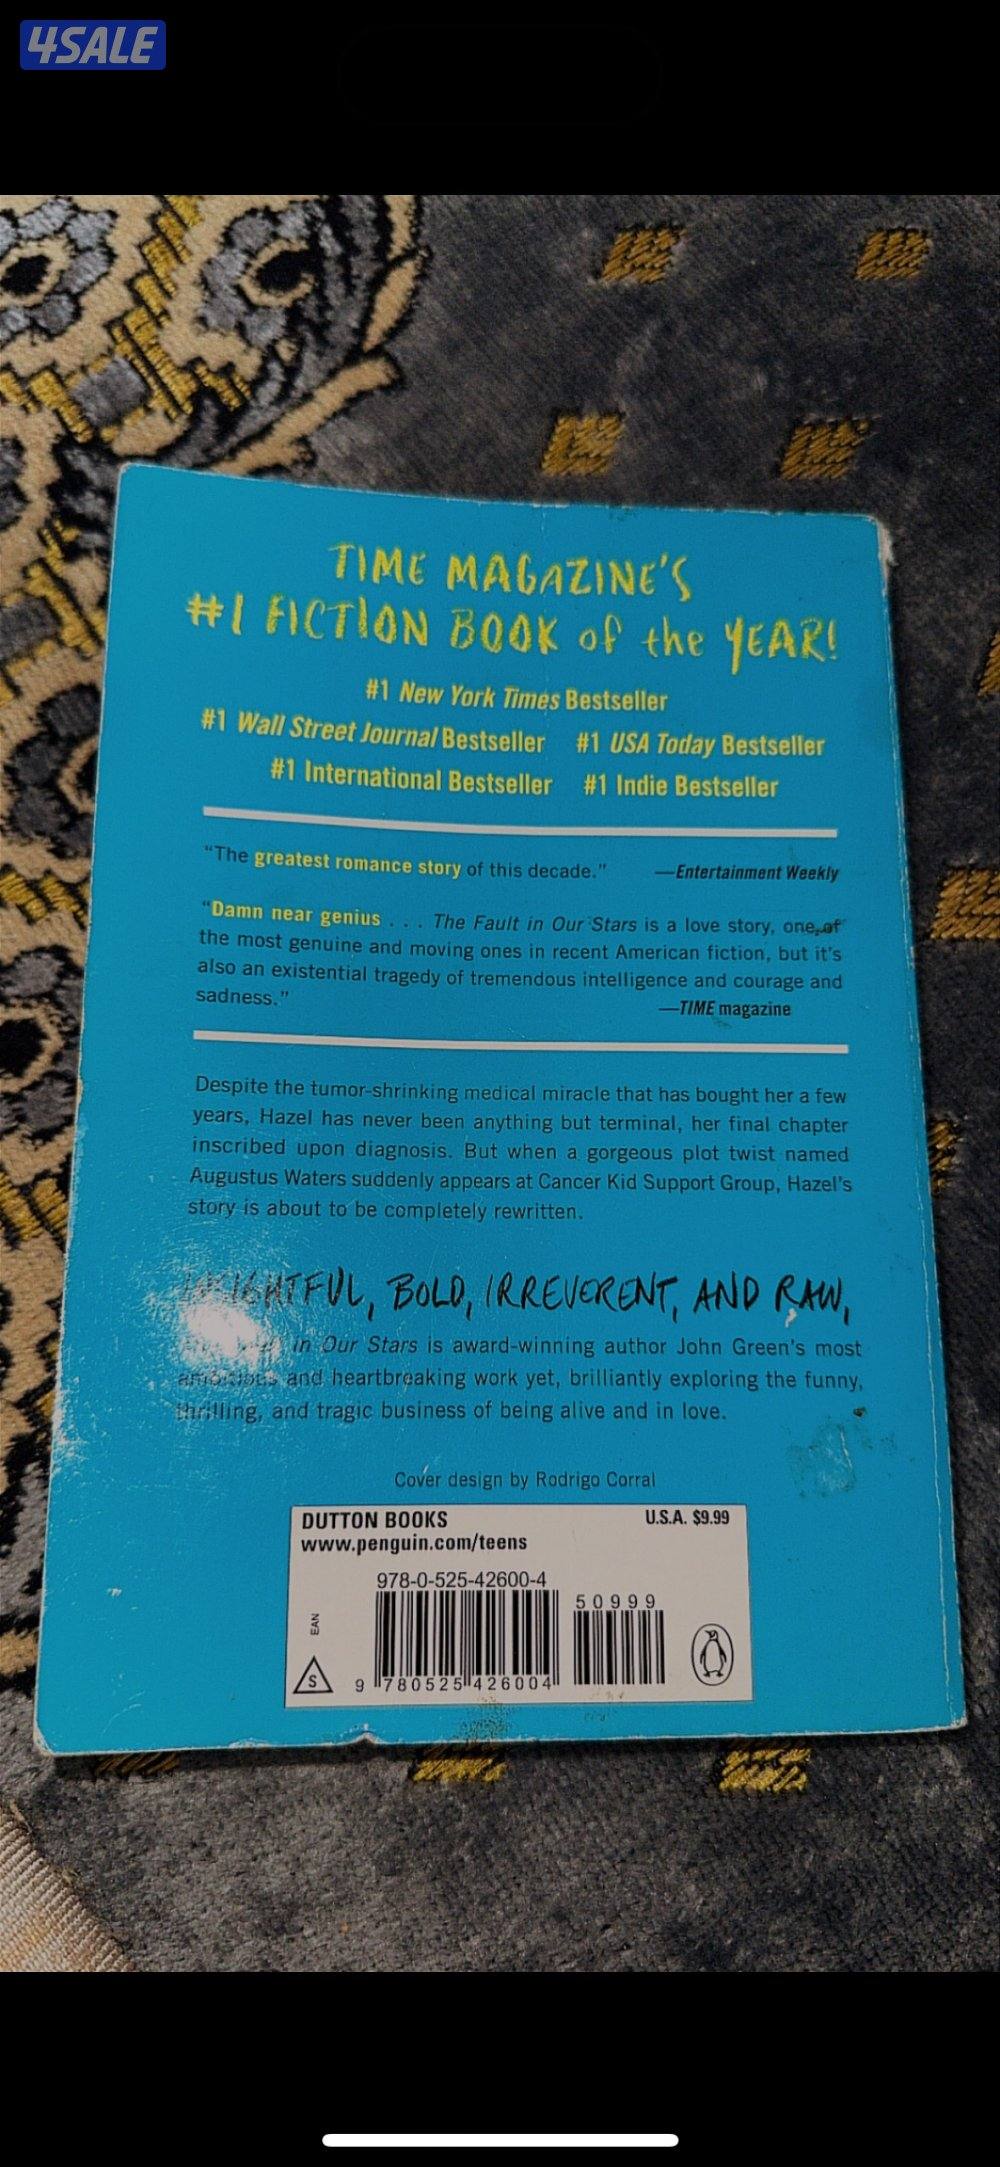 4SALE
TIME MAGAZINE'S
#1 FICTION BOOK of the YEAR!
#1 New York Times Bestseller
#1 Wall Street Journal Bestseller #1 USA Today Bestseller
#1 International Bestseller #1 Indie Bestseller
"The greatest romance story of this decade." —Entertainment Weekly
"Damn near genius . . . The Fault in Our Stars is a love story, one of
the most genuine and moving ones in recent American fiction, but it's
also an existential tragedy of tremendous intelligence and courage and
sadness." —TIME magazine
Despite the tumor-shrinking medical miracle that has bought her a few
years, Hazel has never been anything but terminal, her final chapter
inscribed upon diagnosis. But when a gorgeous plot twist named
Augustus Waters suddenly appears at Cancer Kid Support Group, Hazel's
story is about to be completely rewritten.
INSIGHTFUL, BOLD, IRREVERENT, AND RAW,
in Our Stars is award-winning author John Green's most
ambitious and heartbreaking work yet, brilliantly exploring the funny,
thrilling, and tragic business of being alive and in love.
Cover design by Rodrigo Corral
DUTTON BOOKS U.S.A. $9.99
www.penguin.com/teens
978-0-525-42600-4
50999
EAN
S
9 780525 426004